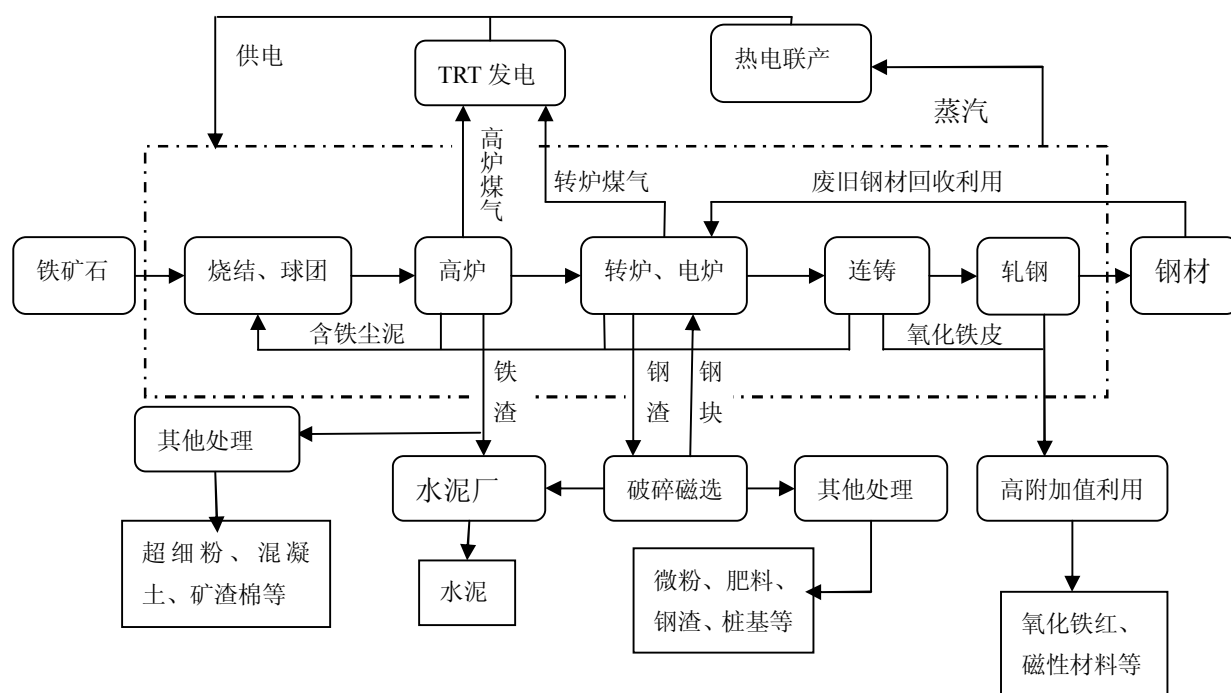 供电
TRT 发电
热电联产
蒸汽
高炉煤气
转炉煤气
废旧钢材回收利用
铁矿石
烧结、球团
高炉
转炉、电炉
连铸
轧钢
钢材
含铁尘泥
氧化铁皮
铁渣
钢渣
钢块
其他处理
水泥厂
破碎磁选
其他处理
高附加值利用
超细粉、混凝
土、矿渣棉等
水泥
微粉、肥料、
钢渣、桩基等
氧化铁红、
磁性材料等